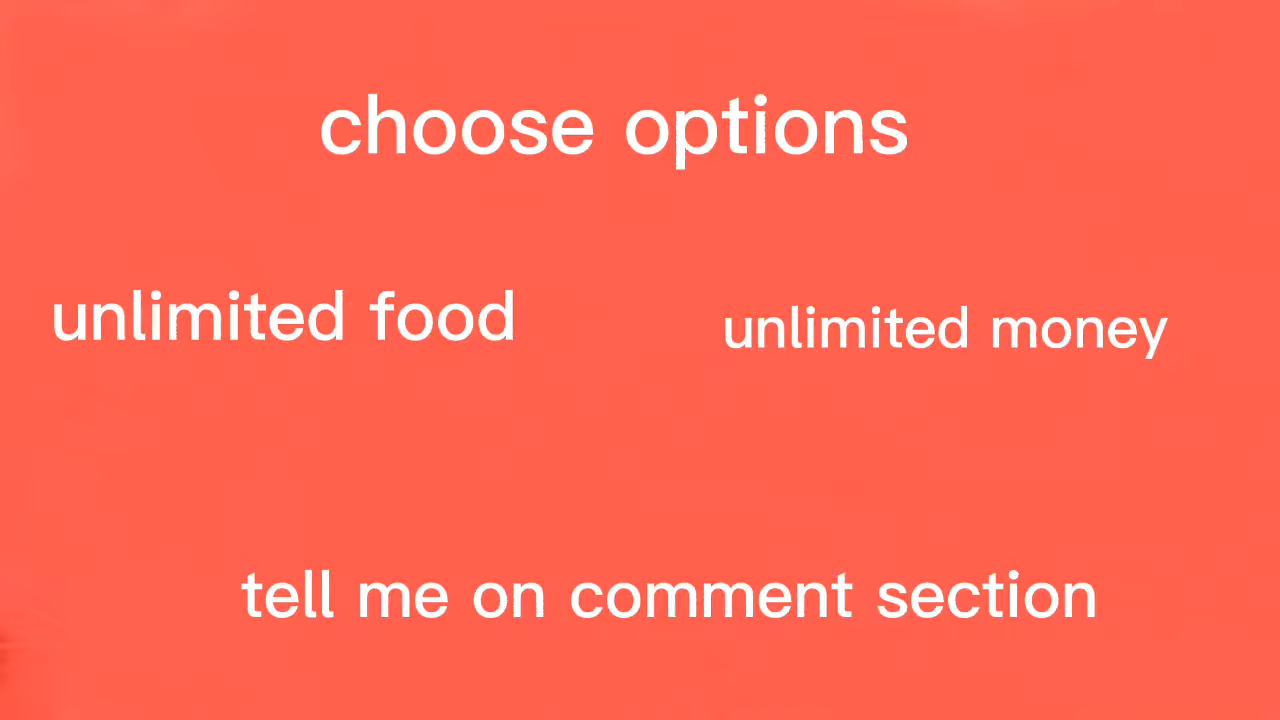 choose options
unlimited food
unlimited money
tell me on comment section